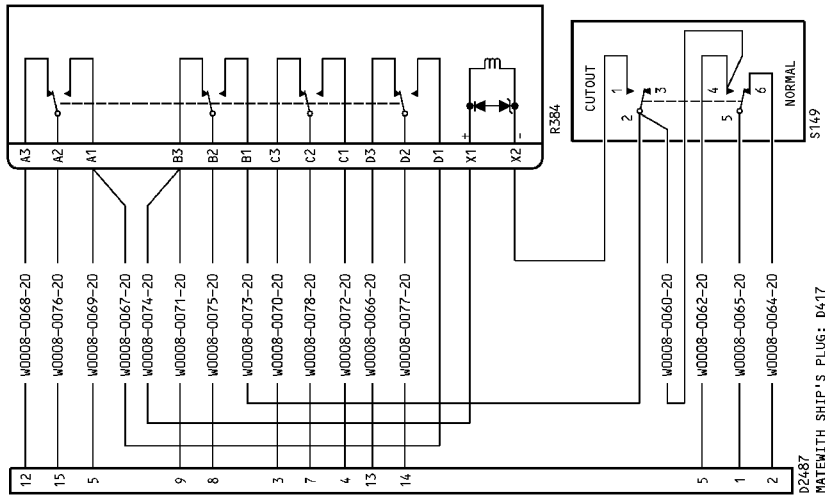 R384
A3
A2
A1
B3
B2
B1
C3
C2
C1
D3
D2
D1
X1
X2
+
-
CUTOUT
1
2
3
4
5
6
NORMAL
S149
W0008-0068-20
W0008-0076-20
W0008-0069-20
W0008-0067-20
W0008-0074-20
W0008-0071-20
W0008-0075-20
W0008-0073-20
W0008-0070-20
W0008-0078-20
W0008-0072-20
W0008-0066-20
W0008-0077-20
W0008-0060-20
W0008-0062-20
W0008-0065-20
W0008-0064-20
12
15
5
9
8
3
7
4
13
14
5
1
2
D2487
MATEWITH SHIP'S PLUG: D417